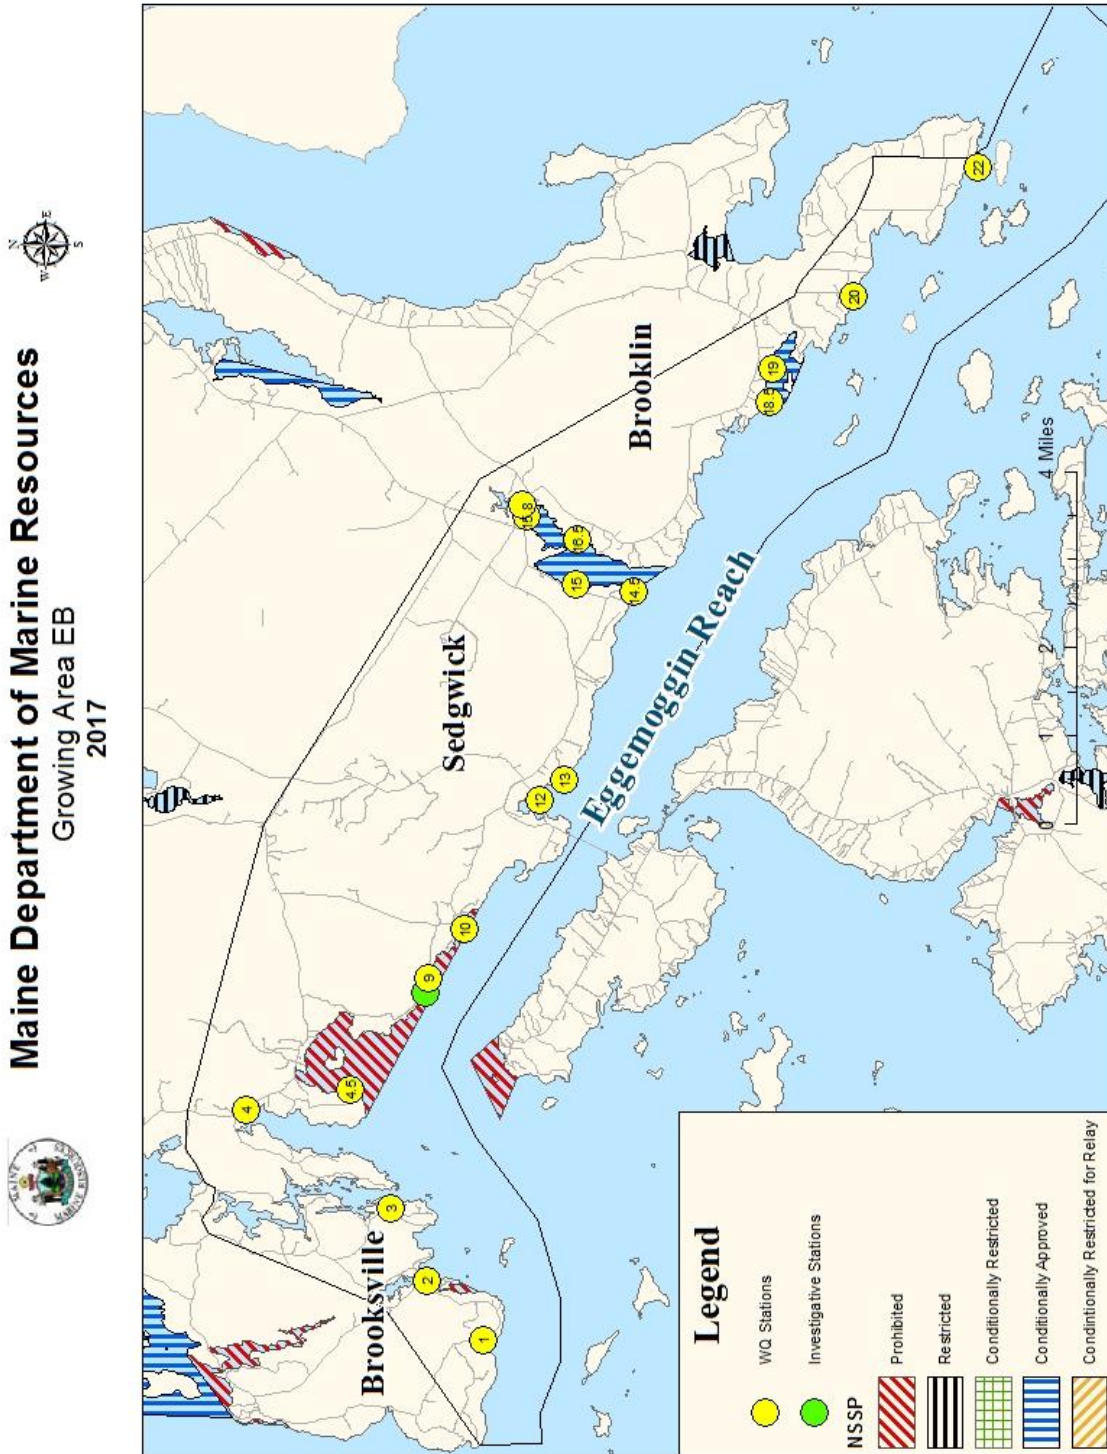 Maine Department of Marine Resources
Growing Area EB
2017
N
W E
S
MAINE
Brooksville
Sedgwick
Brooklin
Eggemoggin Reach
1
2
3
4
4.5
9
10
12
13
14.5
15
15.8
16.5
18.5
19
20
22
0 1 2 4 Miles
Legend
WQ Stations
Investigative Stations
NSSP
Prohibited
Restricted
Conditionally Restricted
Conditionally Approved
Condintionally Restricted for Relay